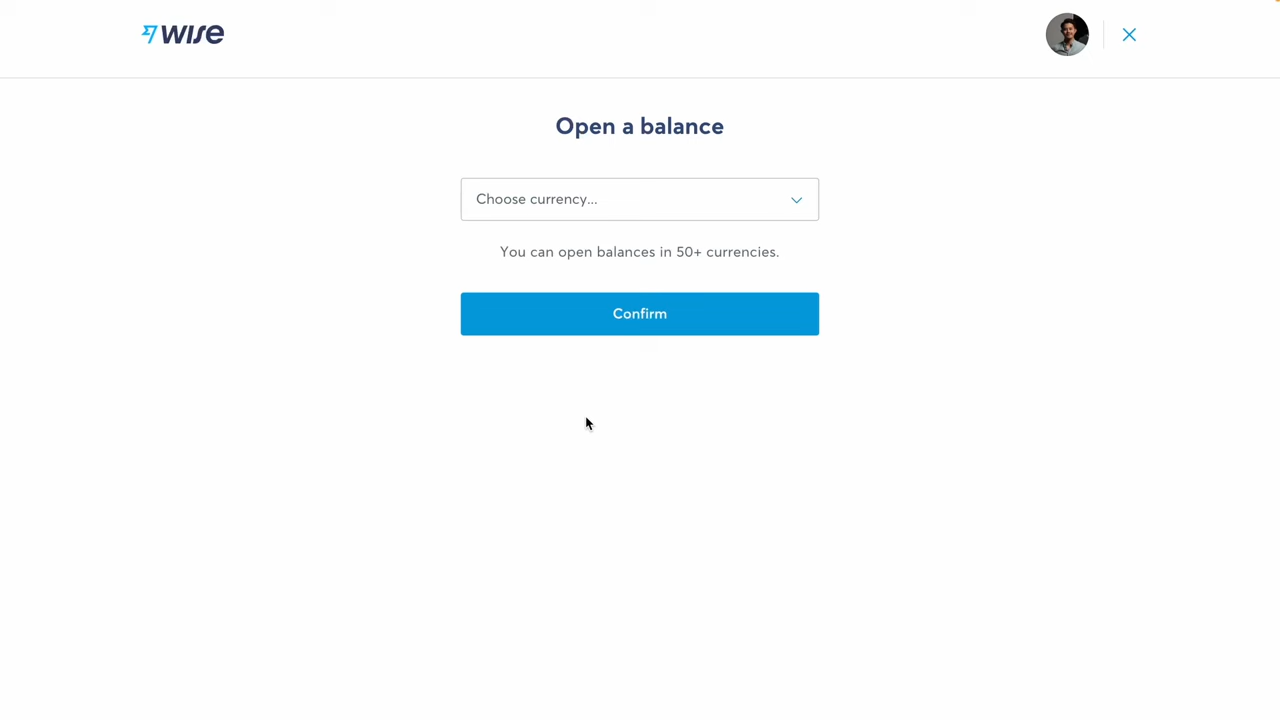 wise
Open a balance
Choose currency...
You can open balances in 50+ currencies.
Confirm